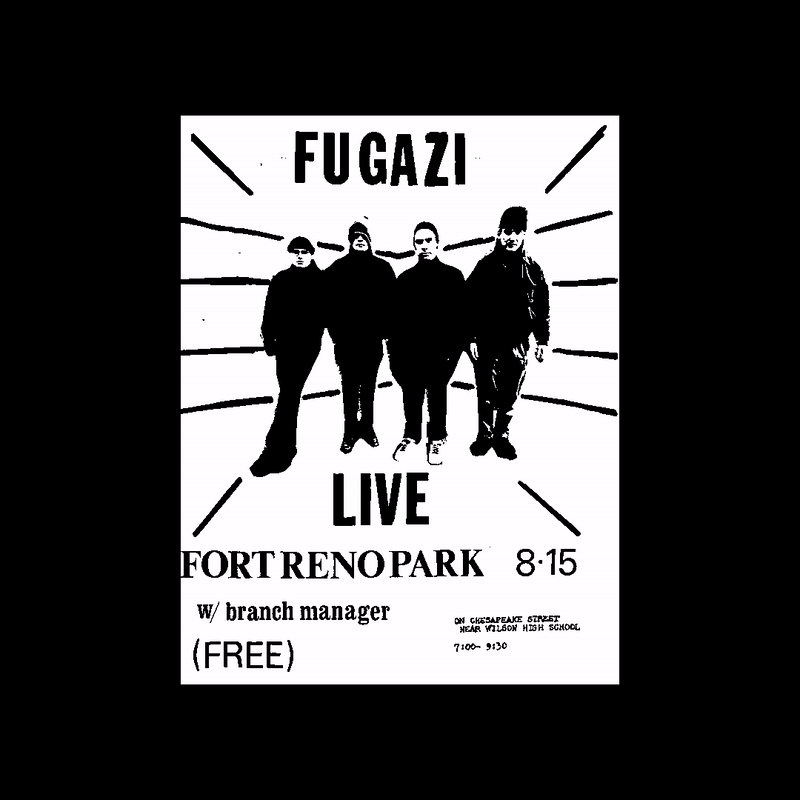 FUGAZI
LIVE
FORT RENO PARK 8·15
w/ branch manager
(FREE)
ON CHESAPEAKE STREET
NEAR WILSON HIGH SCHOOL
7:00- 9:30